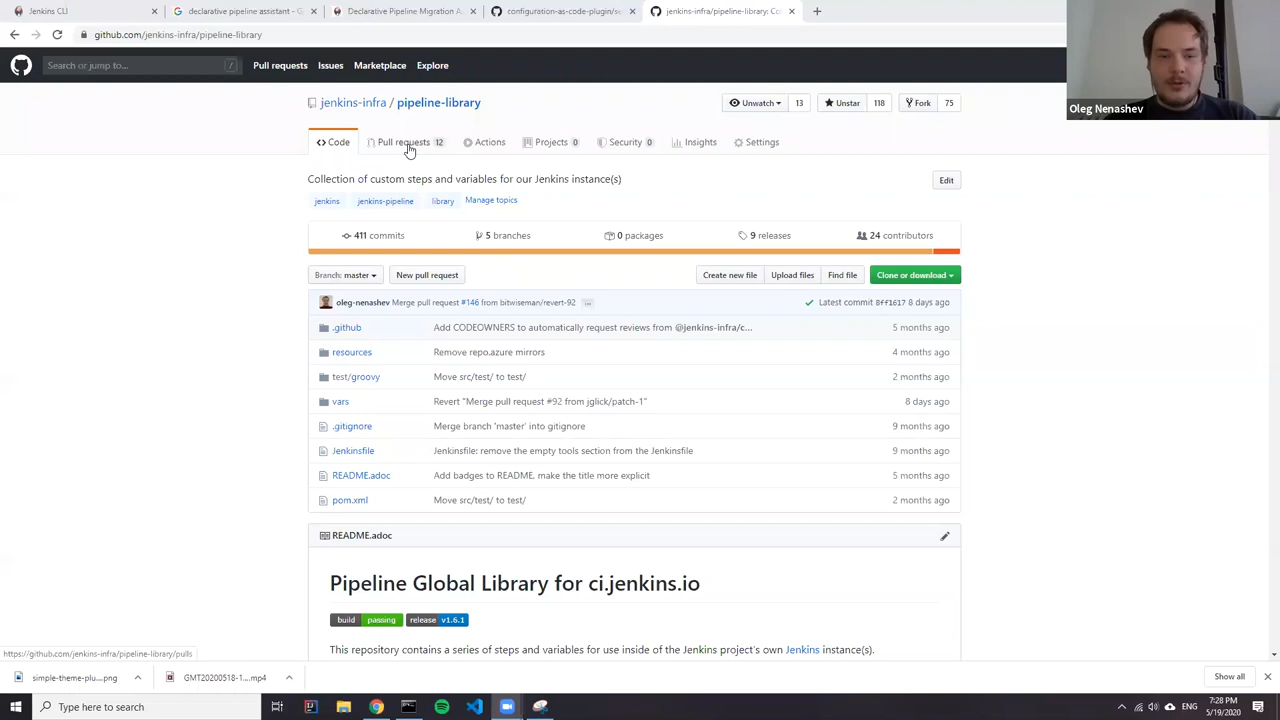 Jenkins CLI
declarative pipeline assistant - G
Declarative Pipeline Migration A
configuration-as-code-plugin/su
jenkins-infra/pipeline-library: Co
github.com/jenkins-infra/pipeline-library
Search or jump to...
/
Pull requests
Issues
Marketplace
Explore
Oleg Nenashev
jenkins-infra / pipeline-library
Unwatch
13
Unstar
118
Fork
75
Code
Pull requests 12
Actions
Projects 0
Security 0
Insights
Settings
Collection of custom steps and variables for our Jenkins instance(s)
Edit
jenkins
jenkins-pipeline
library
Manage topics
411 commits
5 branches
0 packages
9 releases
24 contributors
Branch: master
New pull request
Create new file
Upload files
Find file
Clone or download
oleg-nenashev Merge pull request #146 from bitwiseman/revert-92 ...
Latest commit 8ff1617 8 days ago
.github
Add CODEOWNERS to automatically request reviews from @jenkins-infra/c...
5 months ago
resources
Remove repo.azure mirrors
4 months ago
test/groovy
Move src/test/ to test/
2 months ago
vars
Revert "Merge pull request #92 from jglick/patch-1"
8 days ago
.gitignore
Merge branch 'master' into gitignore
9 months ago
Jenkinsfile
Jenkinsfile: remove the empty tools section from the Jenkinsfile
9 months ago
README.adoc
Add badges to README, make the title more explicit
5 months ago
pom.xml
Move src/test/ to test/
2 months ago
README.adoc
Pipeline Global Library for ci.jenkins.io
build passing
release v1.6.1
This repository contains a series of steps and variables for use inside of the Jenkins project's own Jenkins instance(s).
https://github.com/jenkins-infra/pipeline-library/pulls
simple-theme-plu....png
GMT20200518-1....mp4
Show all
Type here to search
ENG
7:28 PM
5/19/2020